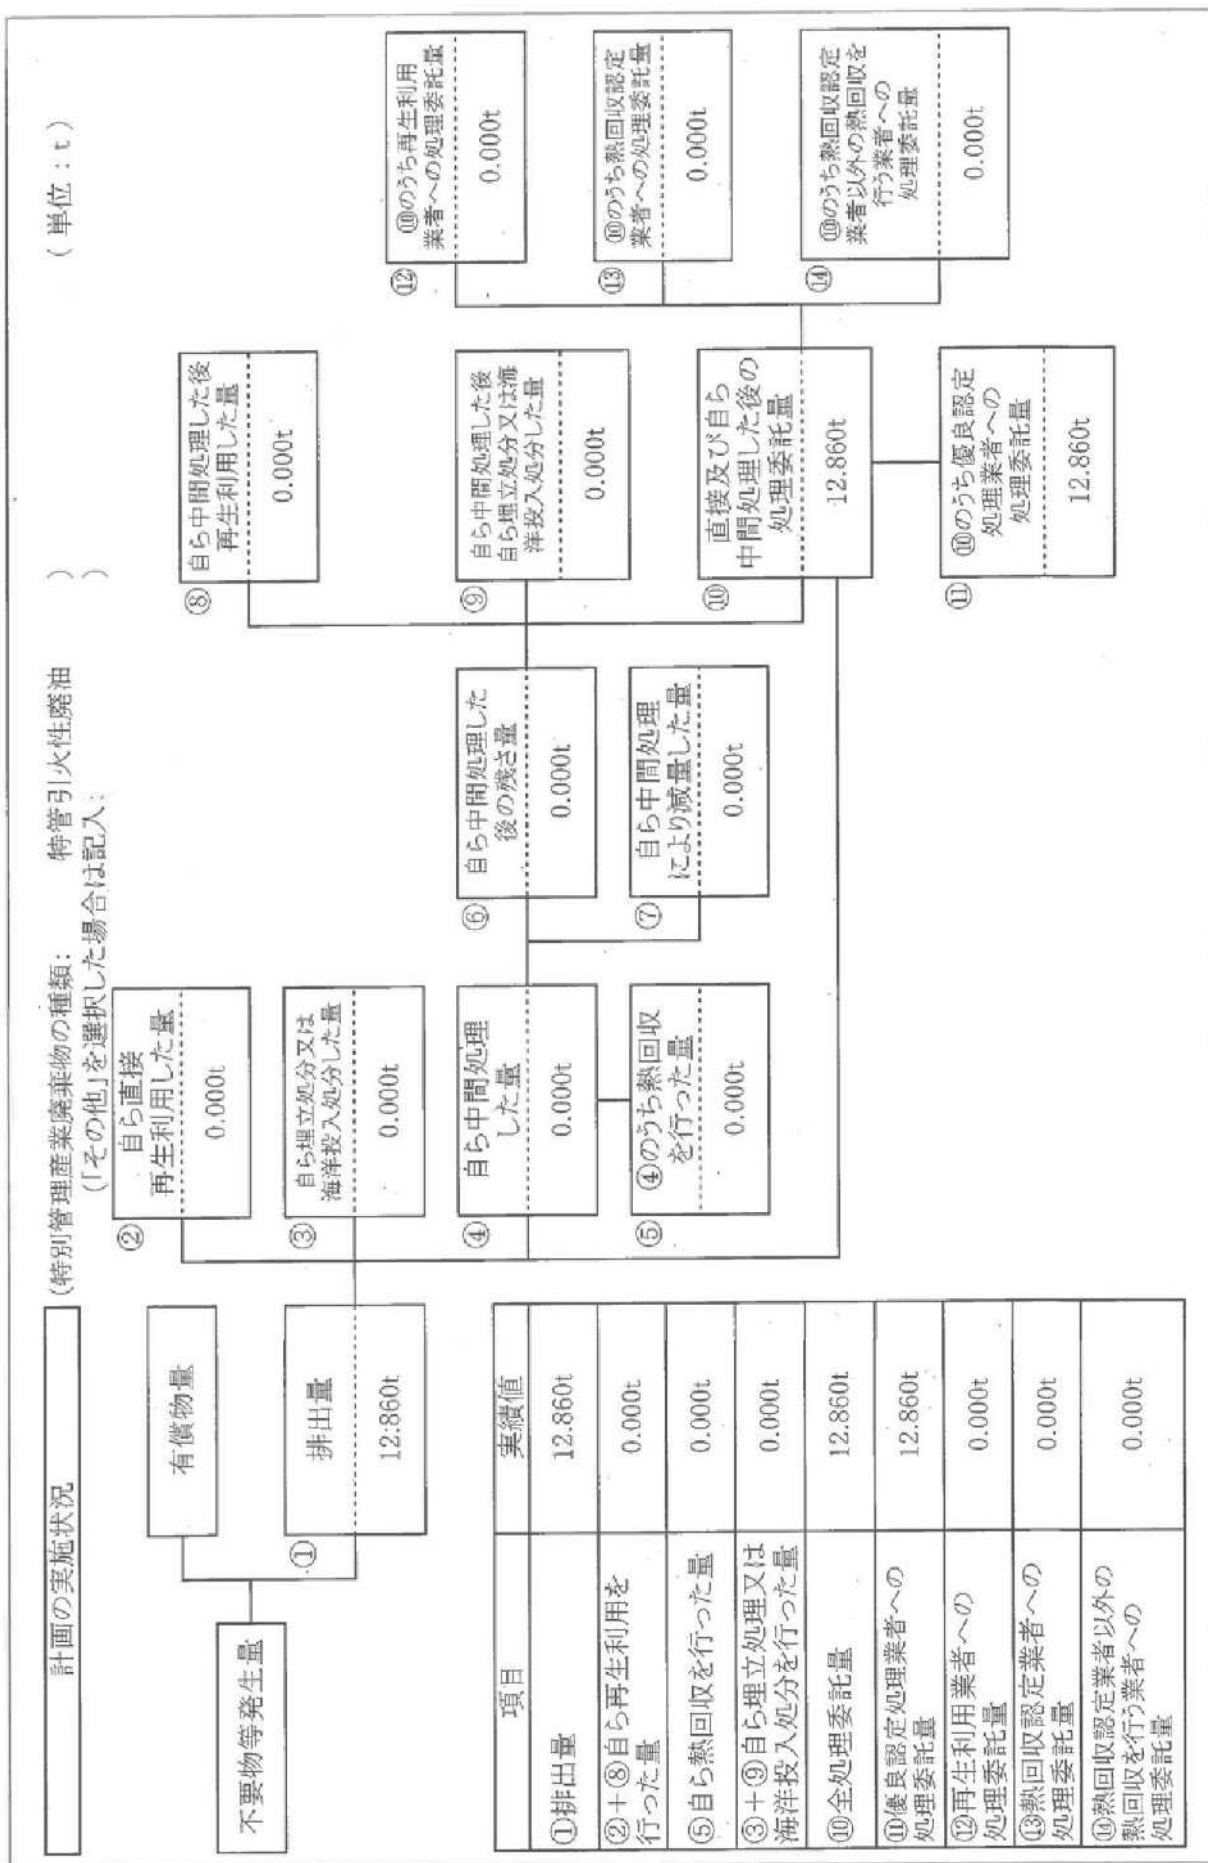 計画の実施状況
(特別管理産業廃棄物の種類: 特管引火性廃油 )
(「その他」を選択した場合は記入: )
(単位:t)
不要物等発生量
有償物量
①
排出量
12.860t
②
自ら直接
再生利用した量
0.000t
③
自ら埋立処分又は
海洋投入処分した量
0.000t
④
自ら中間処理
した量
0.000t
⑤
④のうち熱回収
を行った量
0.000t
⑥
自ら中間処理した
後の残さ量
0.000t
⑦
自ら中間処理
により減量した量
0.000t
⑧
自ら中間処理した後
再生利用した量
0.000t
⑨
自ら中間処理した後
自ら埋立処分又は海
洋投入処分した量
0.000t
⑩
直接及び自ら
中間処理した後の
処理委託量
12.860t
⑪
⑩のうち優良認定
処理業者への
処理委託量
12.860t
⑫
⑩のうち再生利用
業者への処理委託量
0.000t
⑬
⑩のうち熱回収認定
業者への処理委託量
0.000t
⑭
⑩のうち熱回収認定
業者以外の熱回収を
行う業者への
処理委託量
0.000t
項目 実績値
①排出量 12.860t
②+⑧自ら再生利用を
行った量 0.000t
⑤自ら熱回収を行った量 0.000t
③+⑨自ら埋立処理又は
海洋投入処分を行った量 0.000t
⑩全処理委託量 12.860t
⑪優良認定処理業者への
処理委託量 12.860t
⑫再生利用業者への
処理委託量 0.000t
⑬熱回収認定業者への
処理委託量 0.000t
⑭熱回収認定業者以外の
熱回収を行う業者への
処理委託量 0.000t